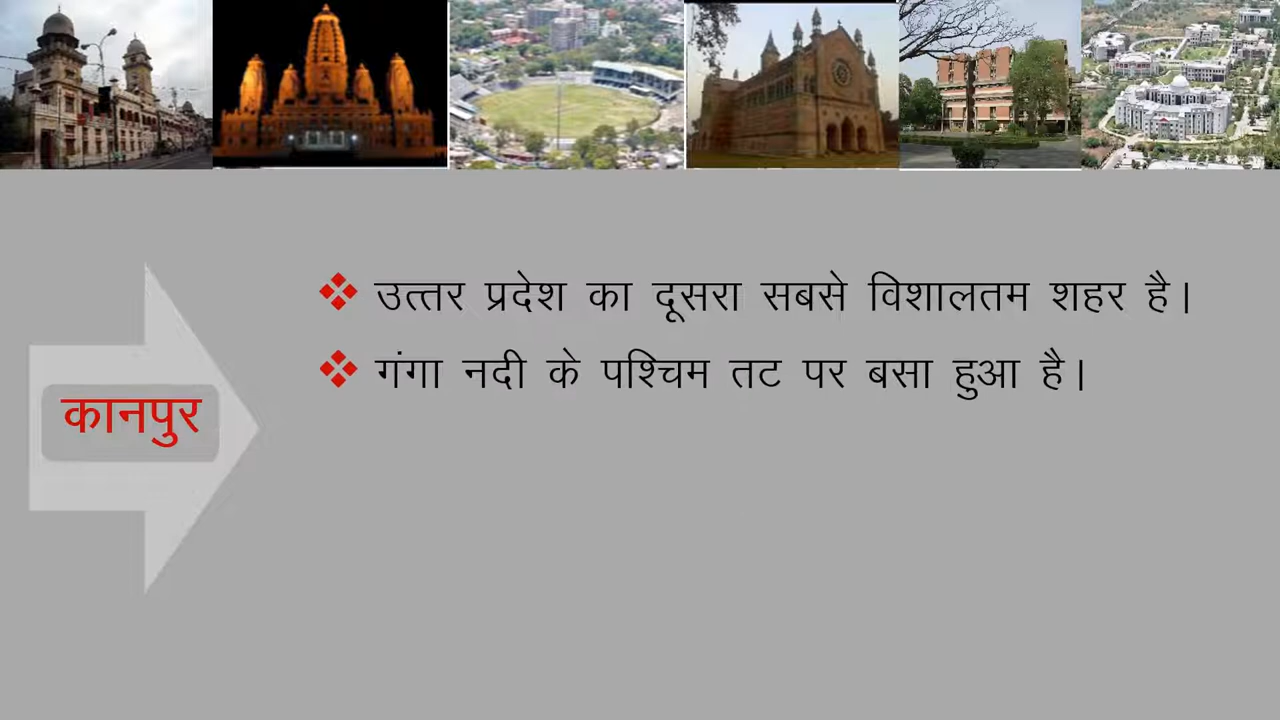 उत्तर प्रदेश का दूसरा सबसे विशालतम शहर है।
गंगा नदी के पश्चिम तट पर बसा हुआ है।
कानपुर